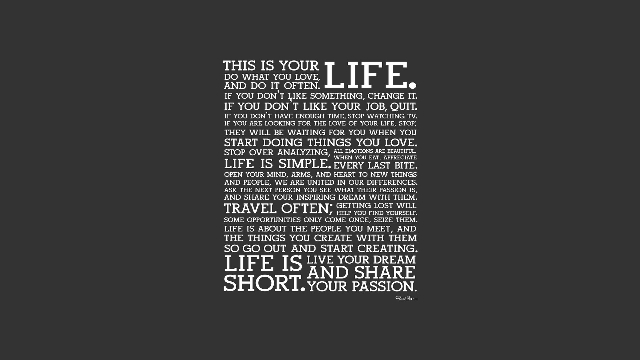 THIS IS YOUR LIFE.
DO WHAT YOU LOVE,
AND DO IT OFTEN.
IF YOU DON'T LIKE SOMETHING, CHANGE IT.
IF YOU DON'T LIKE YOUR JOB, QUIT.
IF YOU DON'T HAVE ENOUGH TIME, STOP WATCHING TV.
IF YOU ARE LOOKING FOR THE LOVE OF YOUR LIFE, STOP;
THEY WILL BE WAITING FOR YOU WHEN YOU
START DOING THINGS YOU LOVE.
STOP OVER ANALYZING,
LIFE IS SIMPLE.
ALL EMOTIONS ARE BEAUTIFUL.
WHEN YOU EAT, APPRECIATE
EVERY LAST BITE.
OPEN YOUR MIND, ARMS, AND HEART TO NEW THINGS
AND PEOPLE, WE ARE UNITED IN OUR DIFFERENCES.
ASK THE NEXT PERSON YOU SEE WHAT THEIR PASSION IS,
AND SHARE YOUR INSPIRING DREAM WITH THEM.
TRAVEL OFTEN;
GETTING LOST WILL
HELP YOU FIND YOURSELF.
SOME OPPORTUNITIES ONLY COME ONCE, SEIZE THEM.
LIFE IS ABOUT THE PEOPLE YOU MEET, AND
THE THINGS YOU CREATE WITH THEM
SO GO OUT AND START CREATING.
LIFE IS
SHORT.
LIVE YOUR DREAM
AND SHARE
YOUR PASSION.